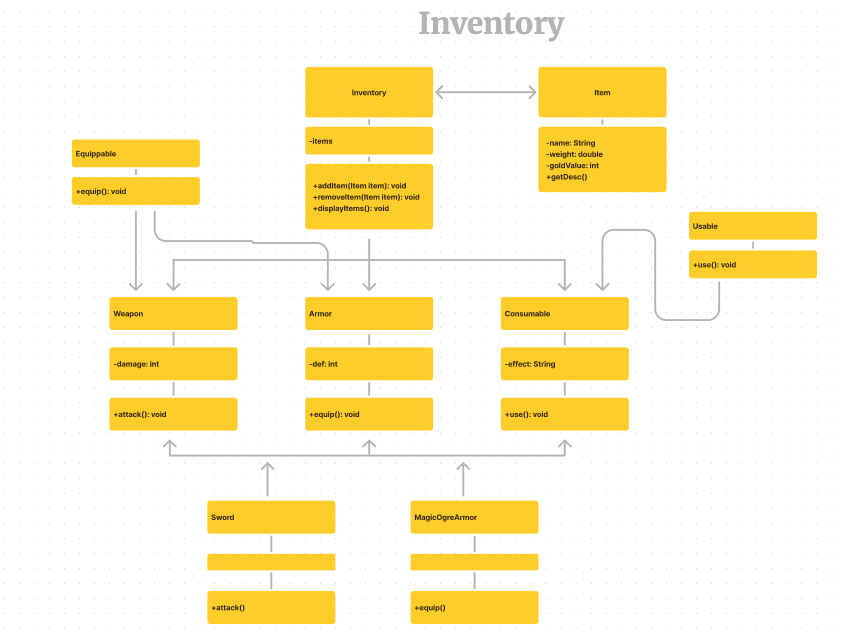 Inventory
Inventory
Item
-items
-name: String
-weight: double
-goldValue: int
+getDesc()
Equippable
+equip(): void
+addItem(Item item): void
+removeItem(Item item): void
+displayItems(): void
Usable
+use(): void
Weapon
Armor
Consumable
-damage: int
-def: int
-effect: String
+attack(): void
+equip(): void
+use(): void
Sword
MagicOgreArmor
+attack()
+equip()